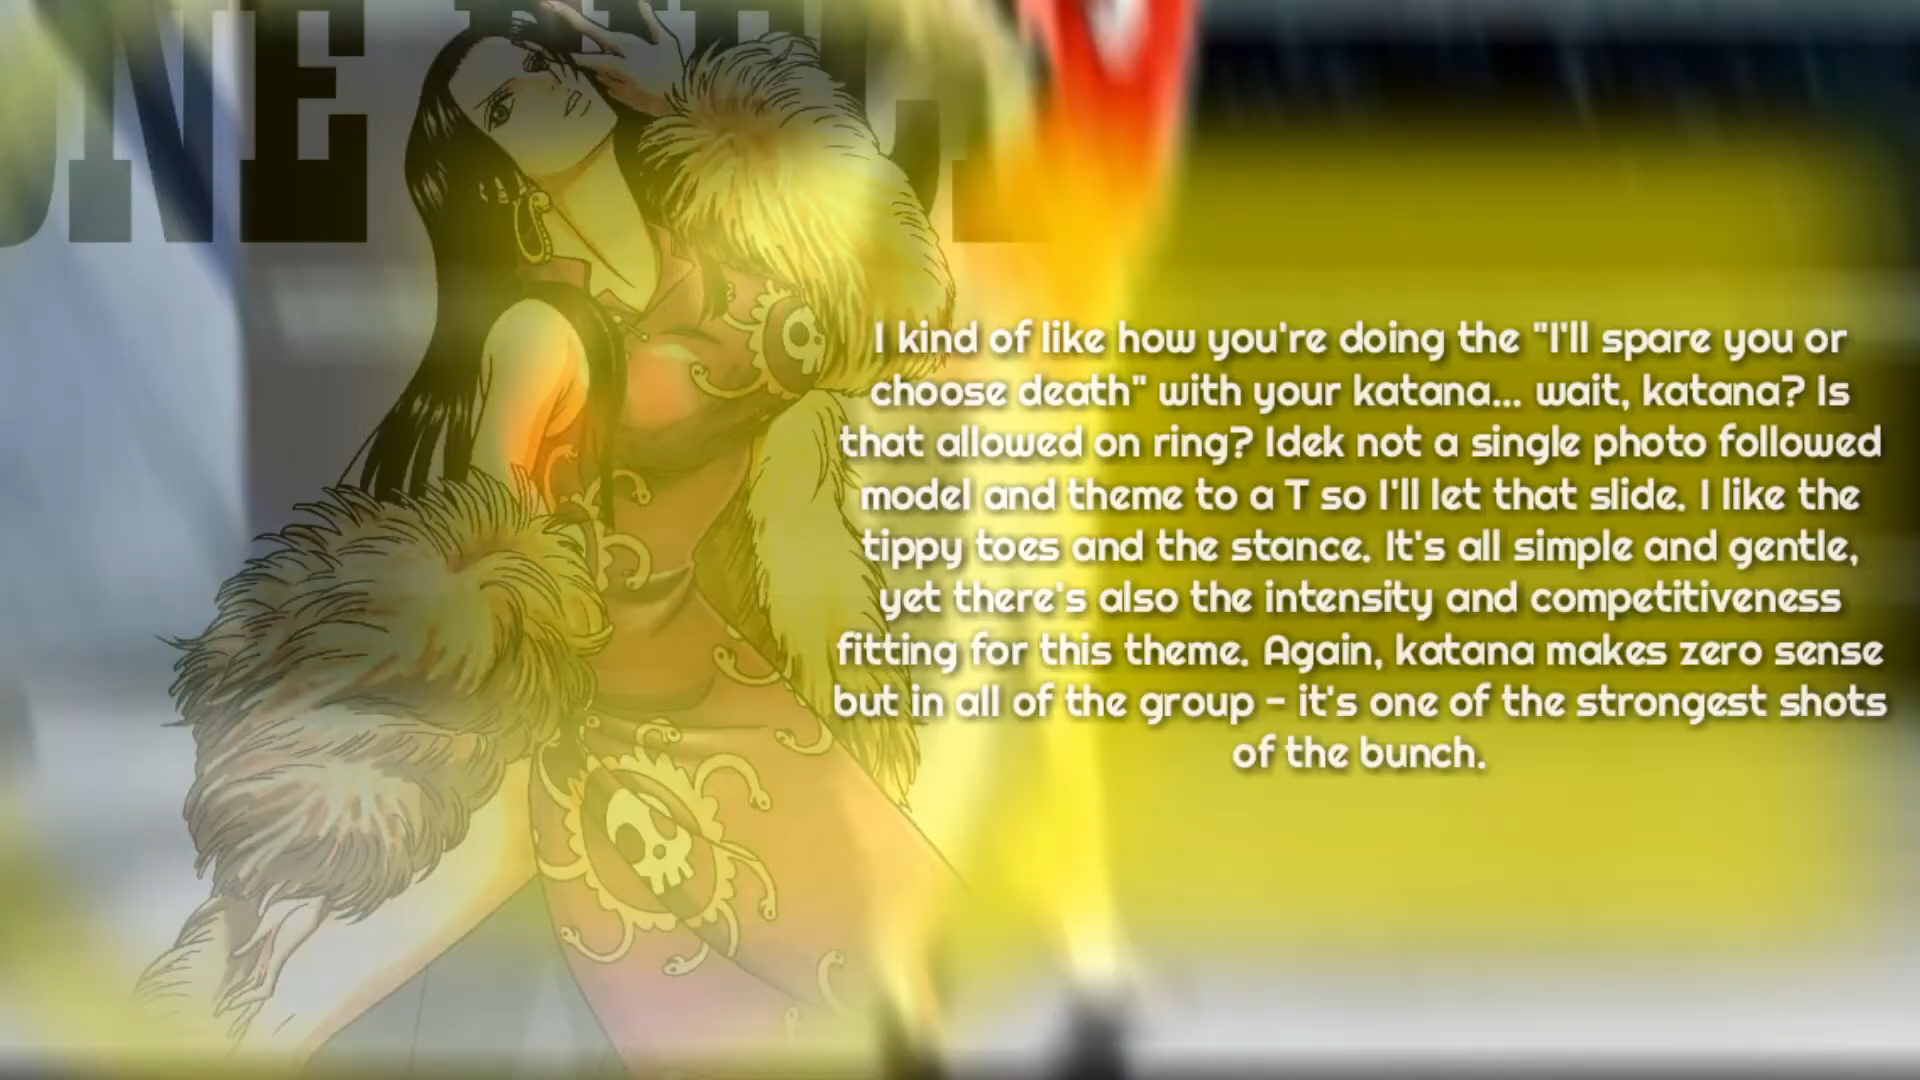 ONE PIECE
I kind of like how you're doing the "I'll spare you or
choose death" with your katana... wait, katana? Is
that allowed on ring? Idek not a single photo followed
model and theme to a T so I'll let that slide. I like the
tippy toes and the stance. It's all simple and gentle,
yet there's also the intensity and competitiveness
fitting for this theme. Again, katana makes zero sense
but in all of the group - it's one of the strongest shots
of the bunch.